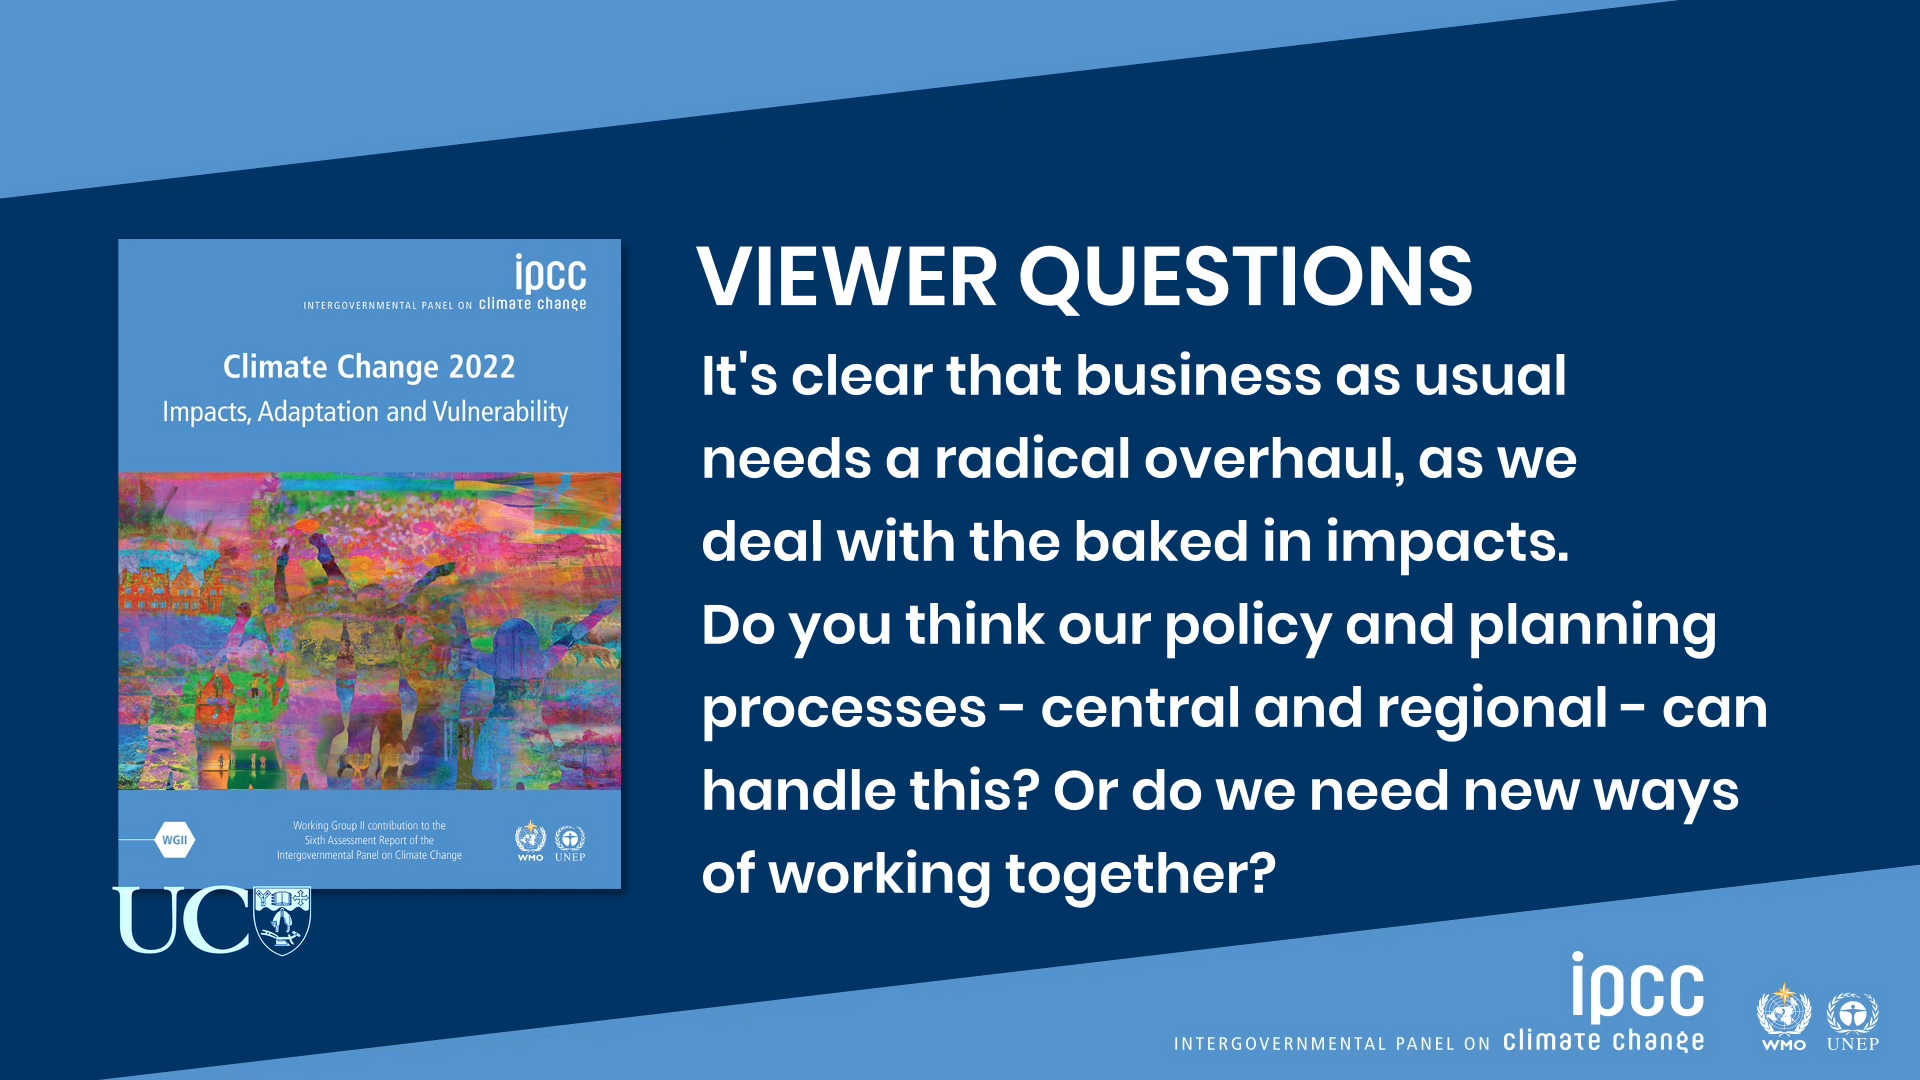 ipcc
INTERGOVERNMENTAL PANEL ON climate change
Climate Change 2022
Impacts, Adaptation and Vulnerability
WGII
Working Group II contribution to the
Sixth Assessment Report of the
Intergovernmental Panel on Climate Change
WMO UNEP
UC
VIEWER QUESTIONS
It's clear that business as usual
needs a radical overhaul, as we
deal with the baked in impacts.
Do you think our policy and planning
processes - central and regional - can
handle this? Or do we need new ways
of working together?
ipcc
INTERGOVERNMENTAL PANEL ON climate change
WMO UNEP